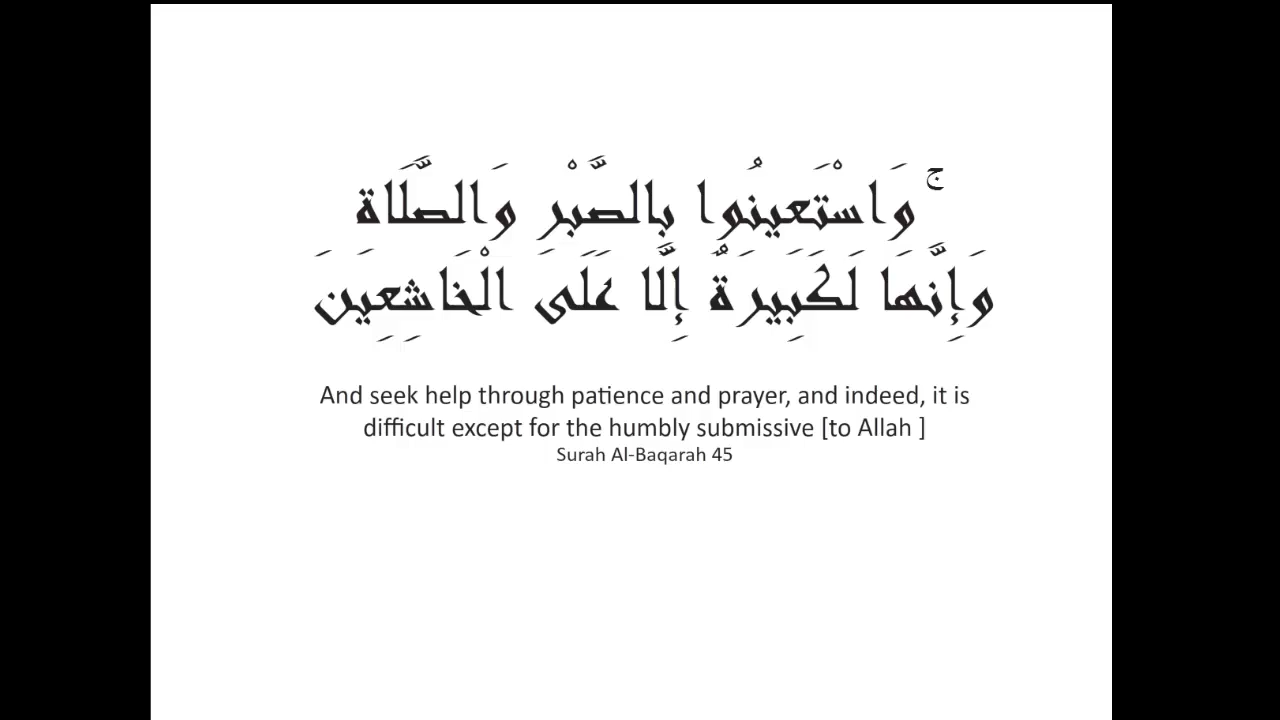 وَاسْتَعِينُوا بِالصَّبْرِ وَالصَّلَاةِ ۚ
وَإِنَّهَا لَكَبِيرَةٌ إِلَّا عَلَى الْخَاشِعِينَ
And seek help through patience and prayer, and indeed, it is
difficult except for the humbly submissive [to Allah ]
Surah Al-Baqarah 45